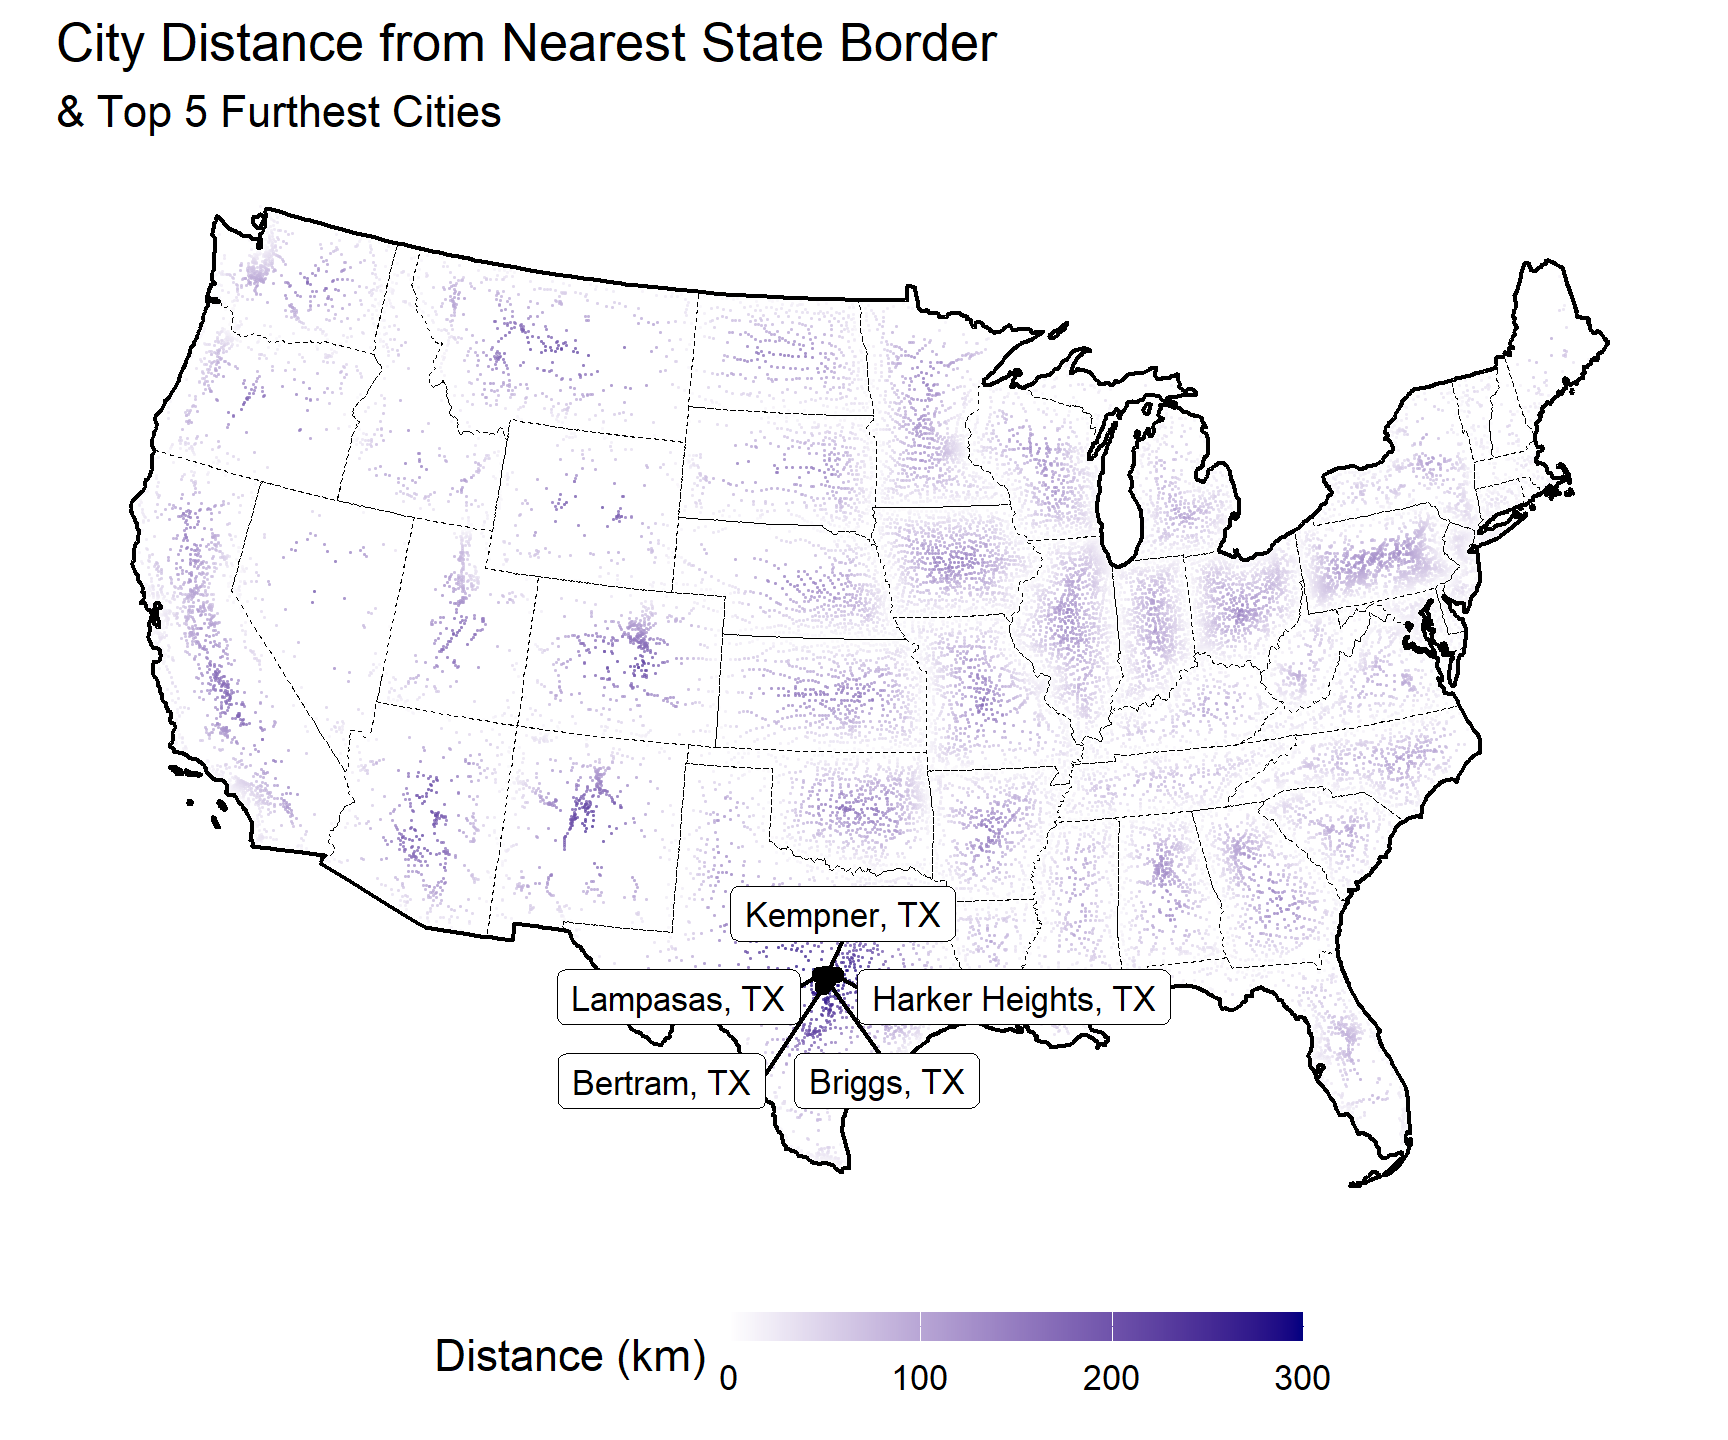 City Distance from Nearest State Border
& Top 5 Furthest Cities
Kempner, TX
Lampasas, TX
Harker Heights, TX
Bertram, TX
Briggs, TX
Distance (km)
0 100 200 300